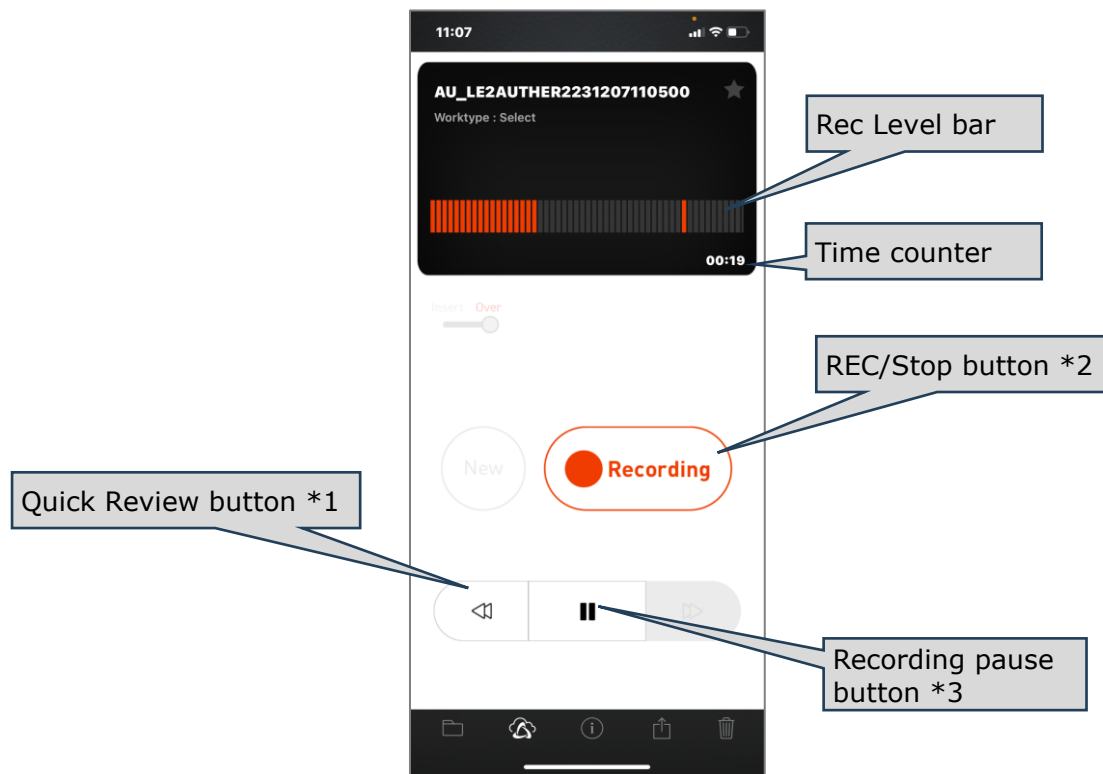 11:07
AU_LE2AUTHER2231207110500
Worktype : Select
Rec Level bar
00:19
Time counter
Insert Over
REC/Stop button *2
New
Recording
Quick Review button *1
Recording pause
button *3